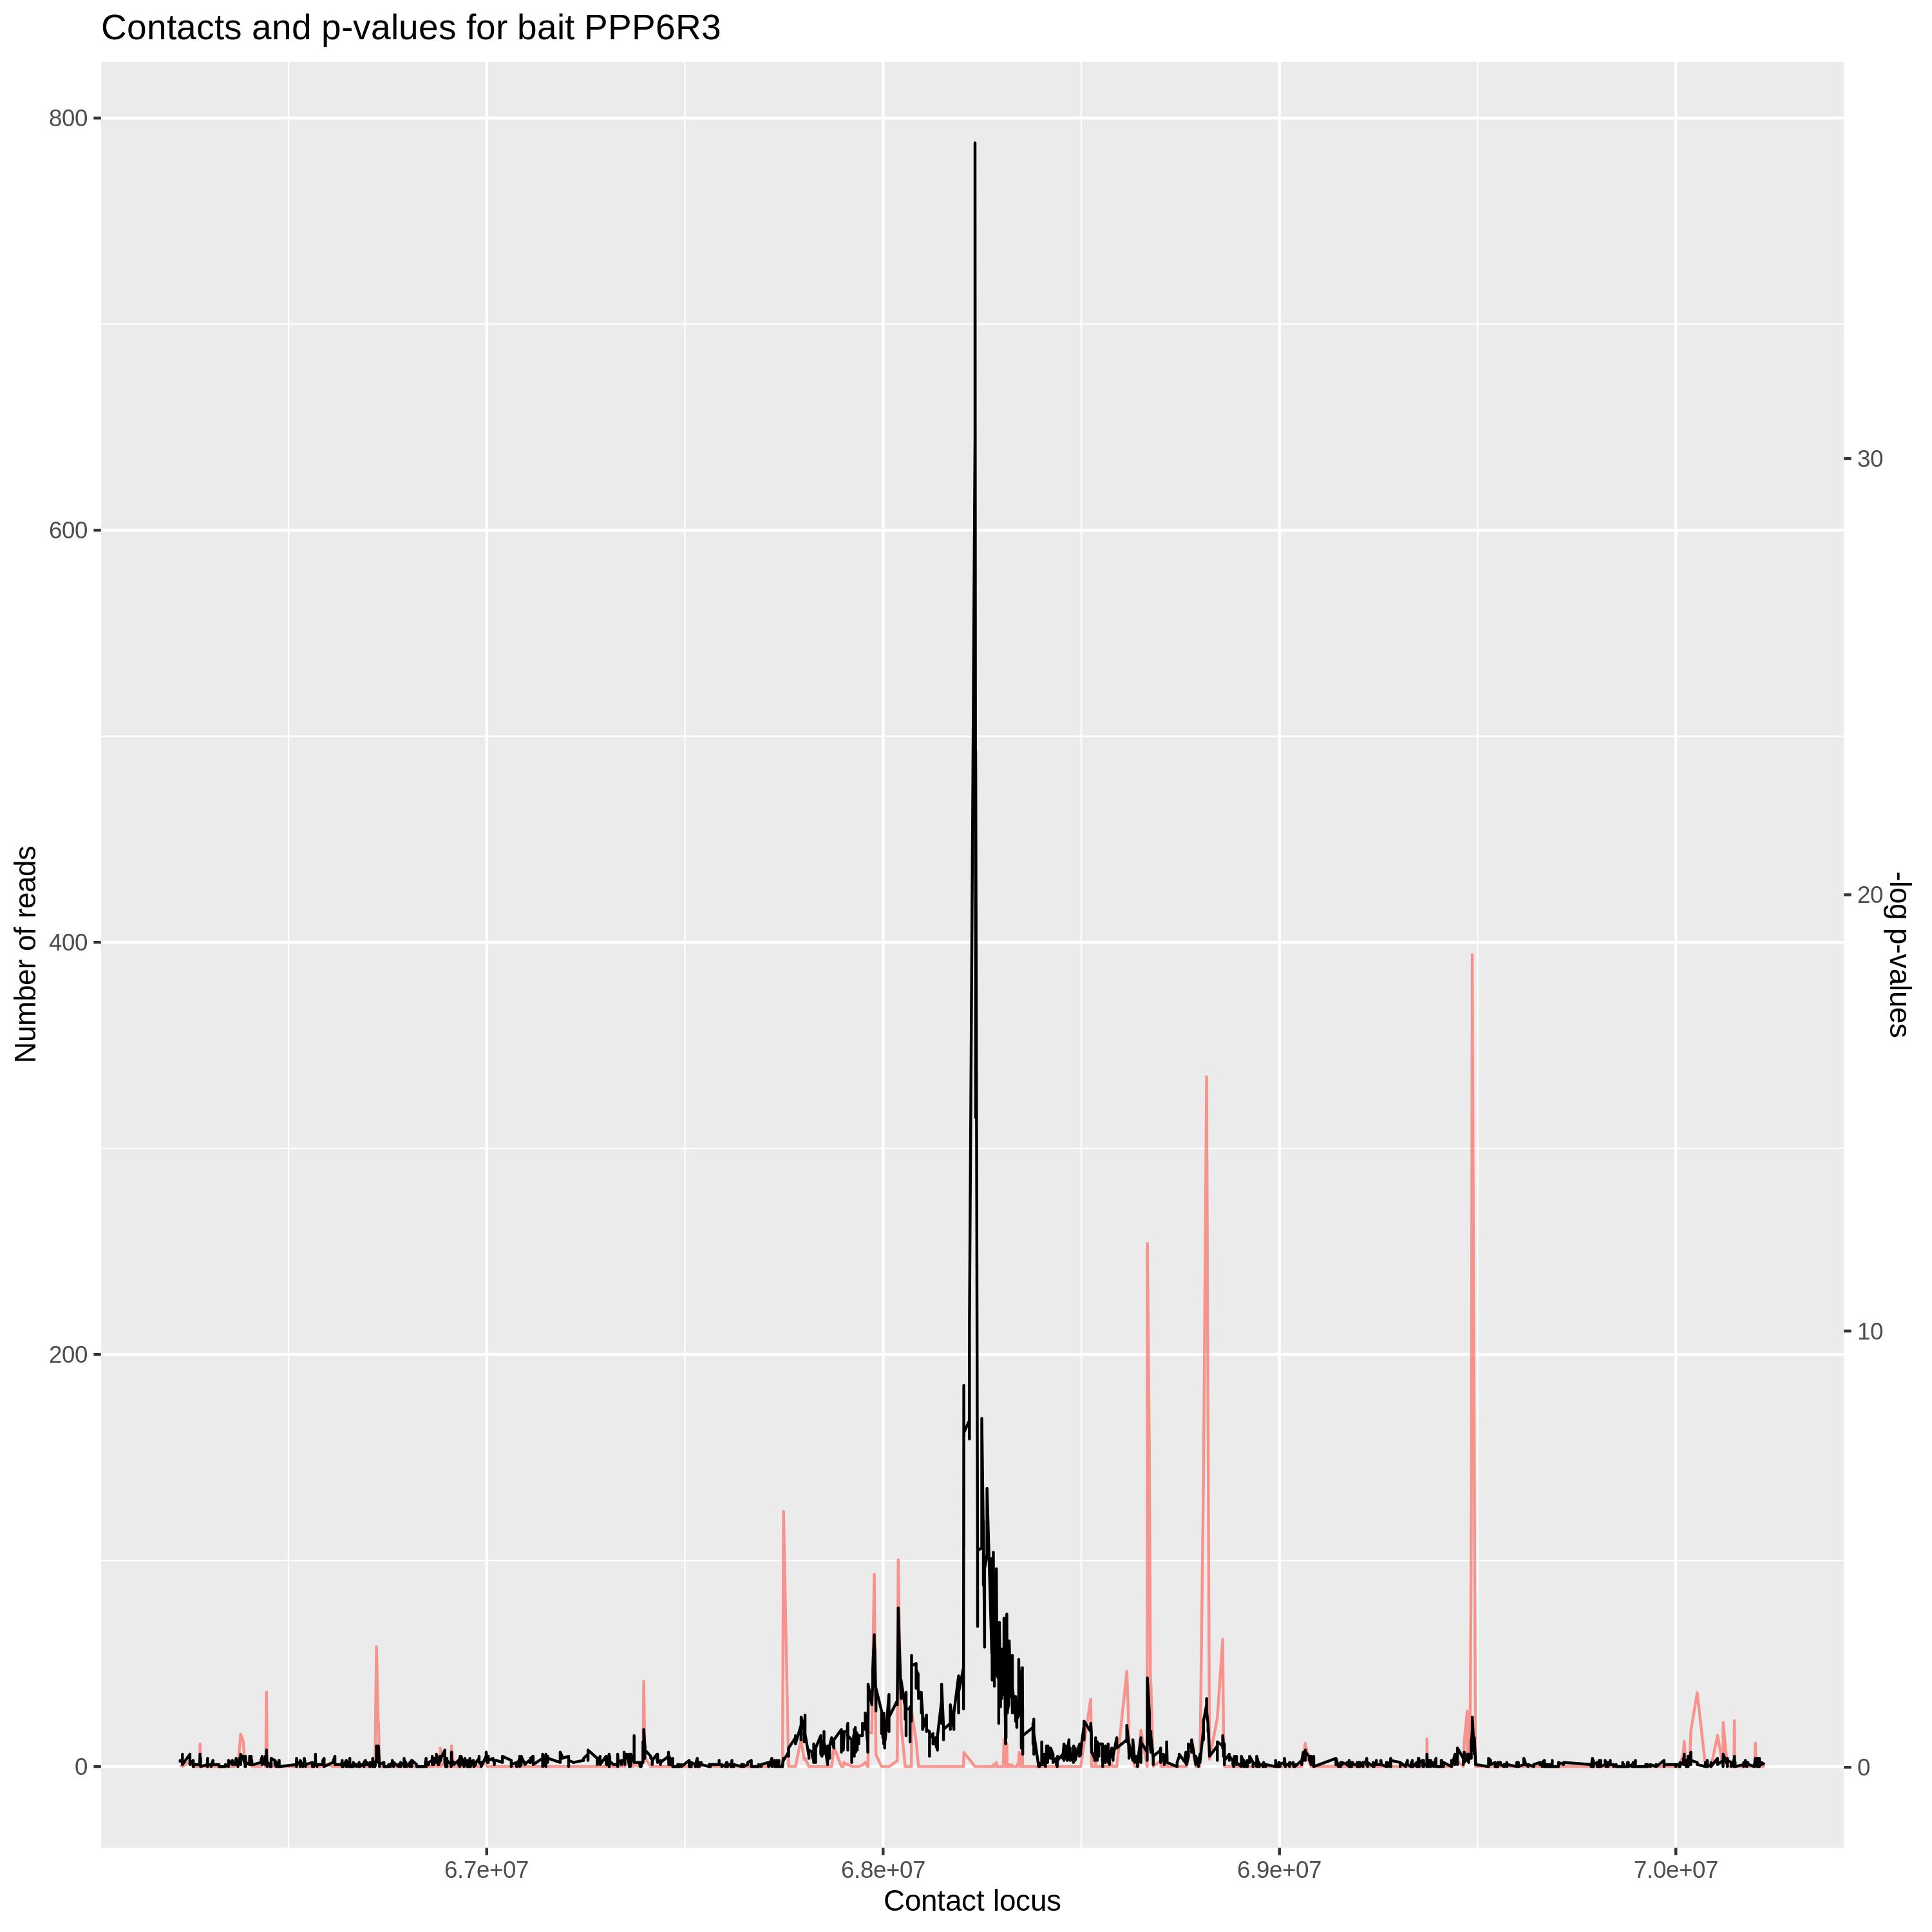 Contacts and p-values for bait PPP6R3
800
600
400
200
0
Number of reads
30
20
10
0
-log p-values
6.7e+07
6.8e+07
6.9e+07
7.0e+07
Contact locus